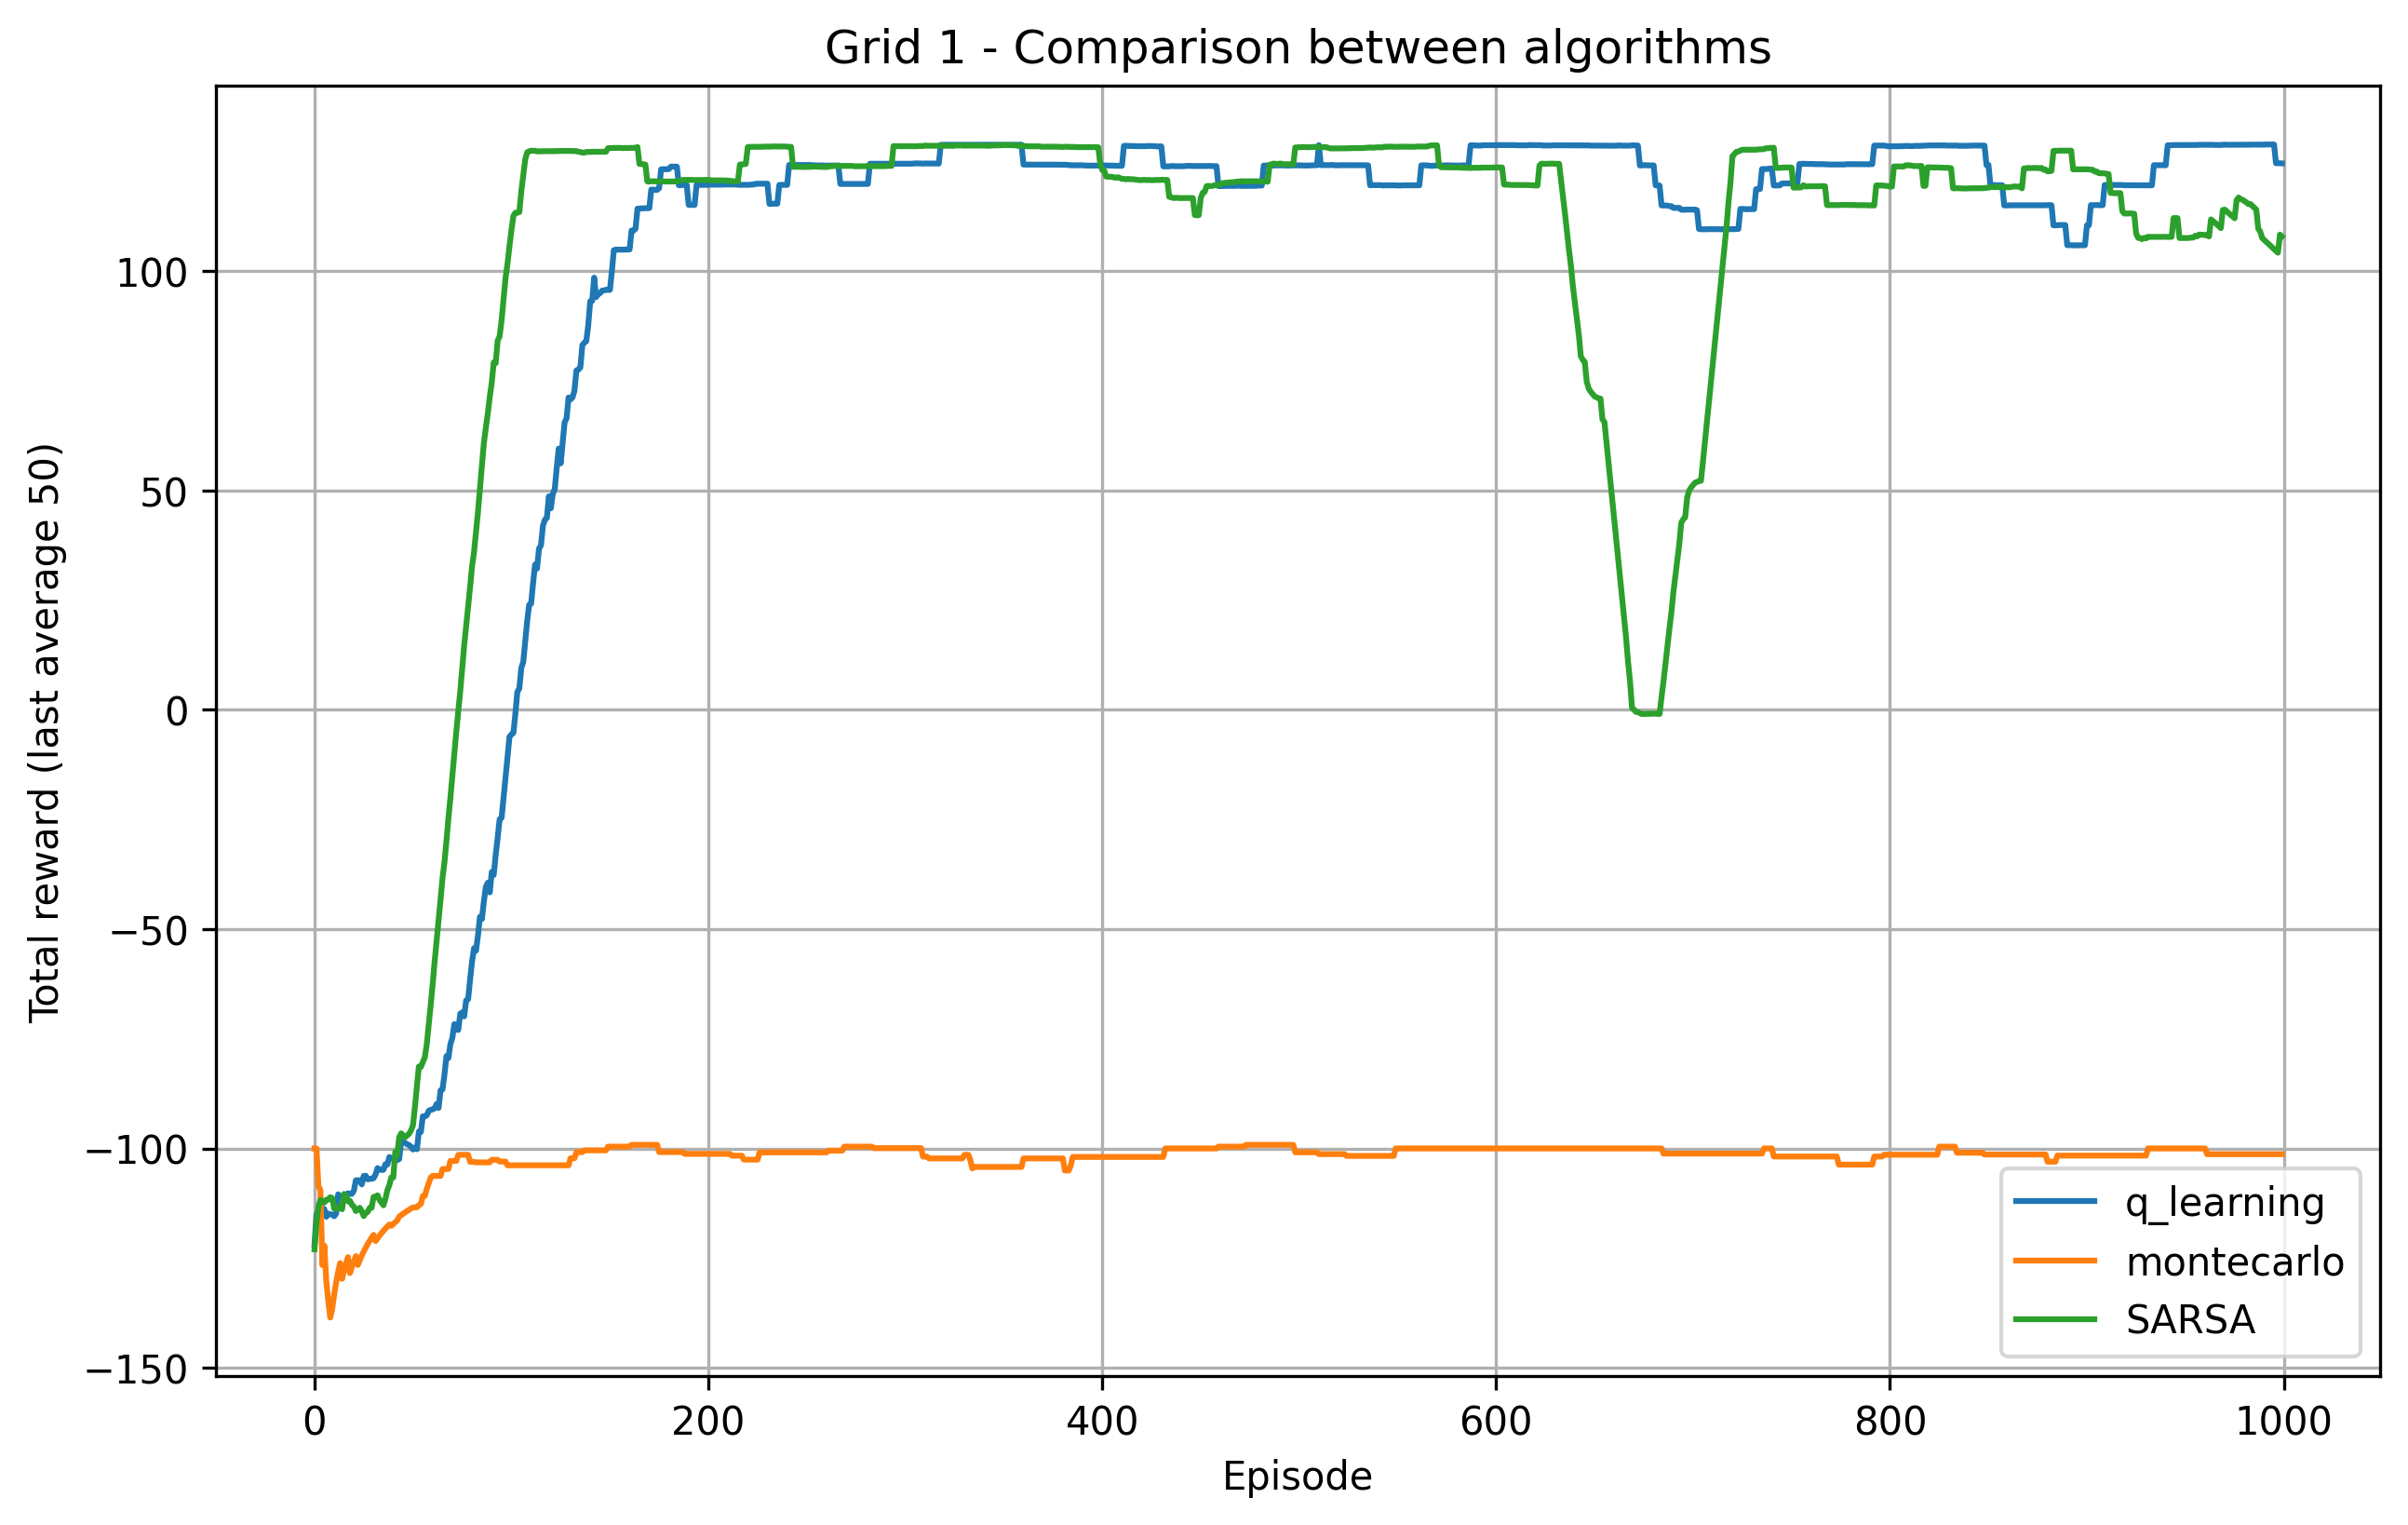 Grid 1 - Comparison between algorithms
Total reward (last average 50)
100
50
0
−50
−100
−150
0
200
400
600
800
1000
Episode
q_learning
montecarlo
SARSA